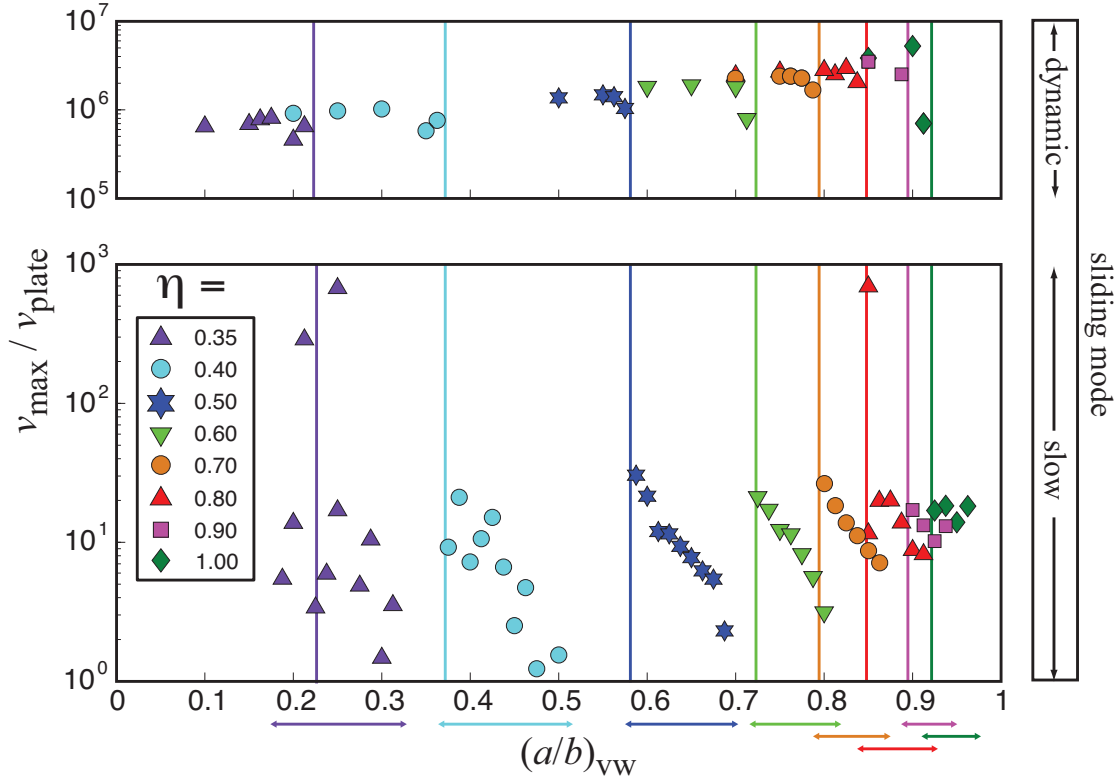 10^7
10^6
10^5
dynamic
v_max / v_plate
10^3
10^2
10^1
10^0
η =
0.35
0.40
0.50
0.60
0.70
0.80
0.90
1.00
slow
sliding mode
0 0.1 0.2 0.3 0.4 0.5 0.6 0.7 0.8 0.9 1
(a/b)_vw